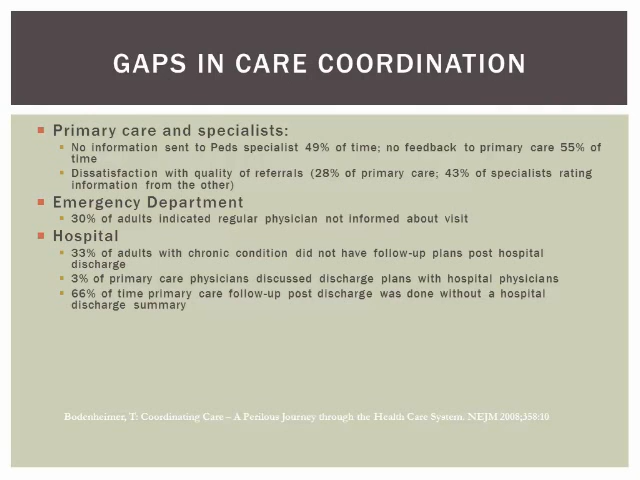 GAPS IN CARE COORDINATION
Primary care and specialists:
No information sent to Peds specialist 49% of time; no feedback to primary care 55% of
time
Dissatisfaction with quality of referrals (28% of primary care; 43% of specialists rating
information from the other)
Emergency Department
30% of adults indicated regular physician not informed about visit
Hospital
33% of adults with chronic condition did not have follow-up plans post hospital
discharge
3% of primary care physicians discussed discharge plans with hospital physicians
66% of time primary care follow-up post discharge was done without a hospital
discharge summary
Bodenheimer, T: Coordinating Care – A Perilous Journey through the Health Care System. NEJM 2008;358:10